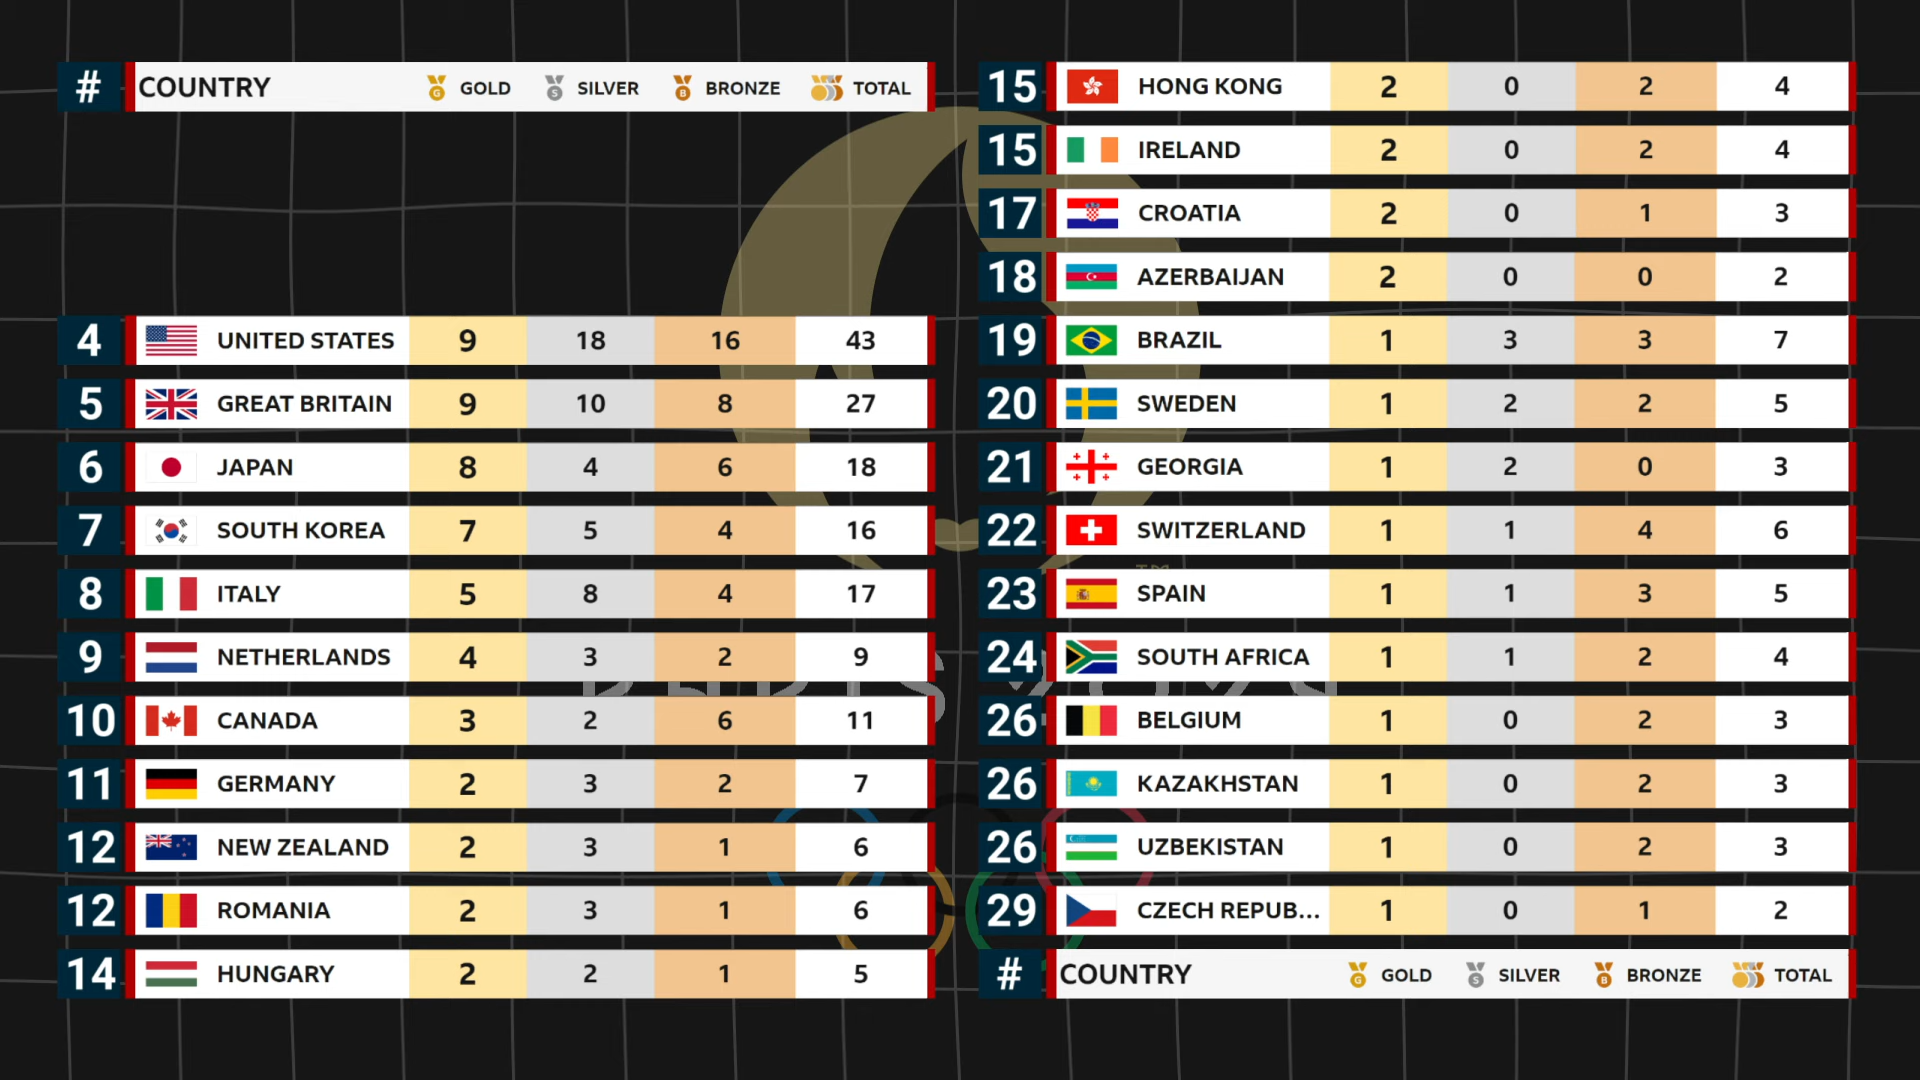 # COUNTRY GOLD SILVER BRONZE TOTAL
4 UNITED STATES 9 18 16 43
5 GREAT BRITAIN 9 10 8 27
6 JAPAN 8 4 6 18
7 SOUTH KOREA 7 5 4 16
8 ITALY 5 8 4 17
9 NETHERLANDS 4 3 2 9
10 CANADA 3 2 6 11
11 GERMANY 2 3 2 7
12 NEW ZEALAND 2 3 1 6
12 ROMANIA 2 3 1 6
14 HUNGARY 2 2 1 5
15 HONG KONG 2 0 2 4
15 IRELAND 2 0 2 4
17 CROATIA 2 0 1 3
18 AZERBAIJAN 2 0 0 2
19 BRAZIL 1 3 3 7
20 SWEDEN 1 2 2 5
21 GEORGIA 1 2 0 3
22 SWITZERLAND 1 1 4 6
23 SPAIN 1 1 3 5
24 SOUTH AFRICA 1 1 2 4
26 BELGIUM 1 0 2 3
26 KAZAKHSTAN 1 0 2 3
26 UZBEKISTAN 1 0 2 3
29 CZECH REPUB... 1 0 1 2
# COUNTRY GOLD SILVER BRONZE TOTAL